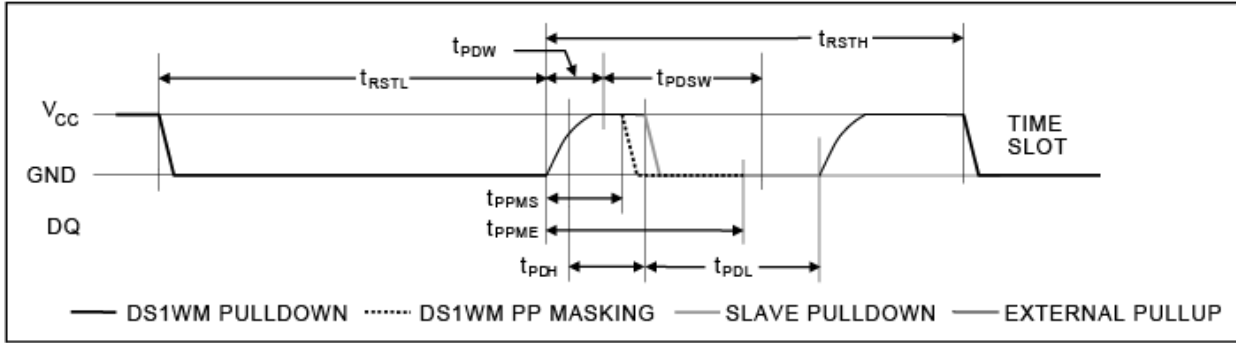 tRSTH
tPDW
tRSTL
tPDSW
VCC
TIME
SLOT
GND
tPPMS
DQ
tPPME
tPDH
tPDL
DS1WM PULLDOWN DS1WM PP MASKING SLAVE PULLDOWN EXTERNAL PULLUP